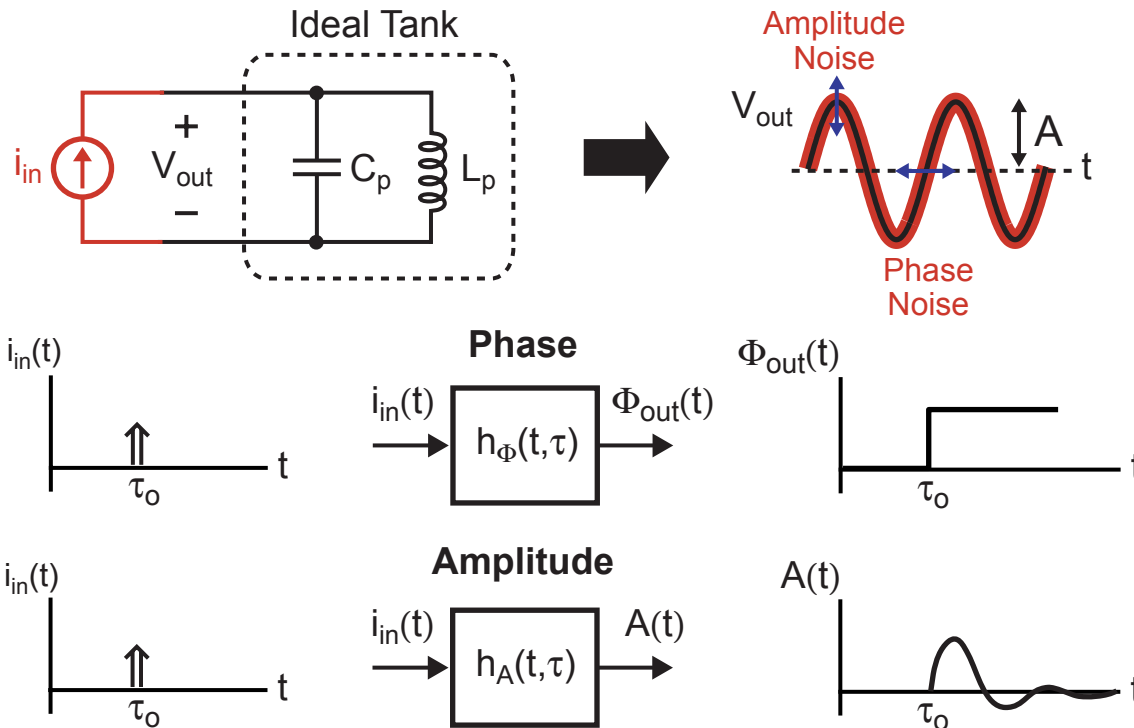 Ideal Tank
i_in
+
V_out
−
C_p
L_p
Amplitude
Noise
V_out
A
t
Phase
Noise
i_in(t)
τ_o
t
Phase
i_in(t)
h_Φ(t,τ)
Φ_out(t)
Φ_out(t)
τ_o
t
i_in(t)
τ_o
t
Amplitude
i_in(t)
h_A(t,τ)
A(t)
A(t)
τ_o
t